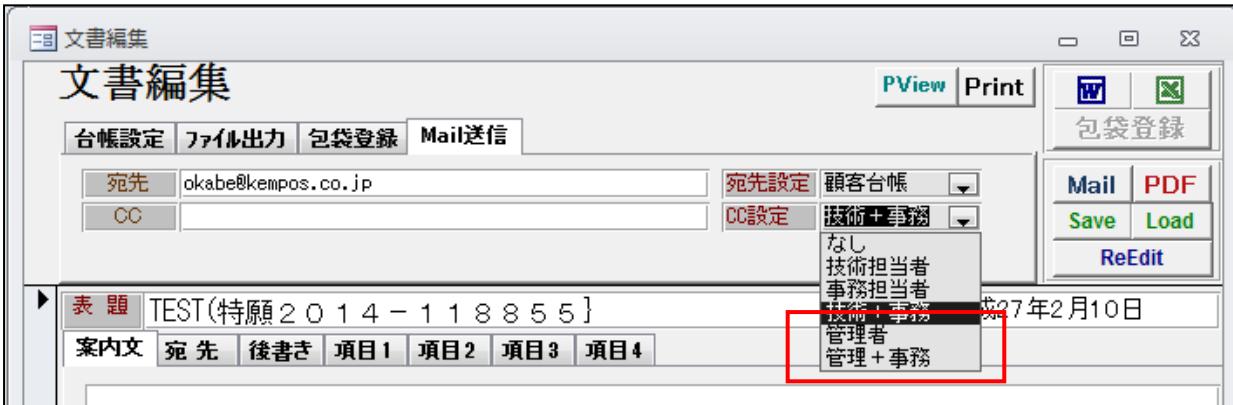 文書編集
文書編集
PView Print
包袋登録
台帳設定 ファイル出力 包袋登録 Mail送信
宛先 okabe@kempos.co.jp 宛先設定 顧客台帳
CC CC設定 技術+事務
Mail PDF
Save Load
ReEdit
なし
技術担当者
事務担当者
技術+事務
管理者
管理+事務
表 題 TEST(特願2014-118855} 27年2月10日
案内文 宛 先 後書き 項目1 項目2 項目3 項目4